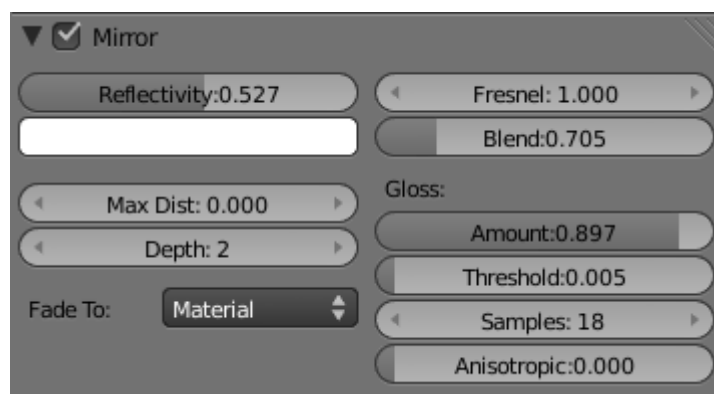 Mirror
Reflectivity:0.527
Max Dist: 0.000
Depth: 2
Fade To: Material
Fresnel: 1.000
Blend:0.705
Gloss:
Amount:0.897
Threshold:0.005
Samples: 18
Anisotropic:0.000